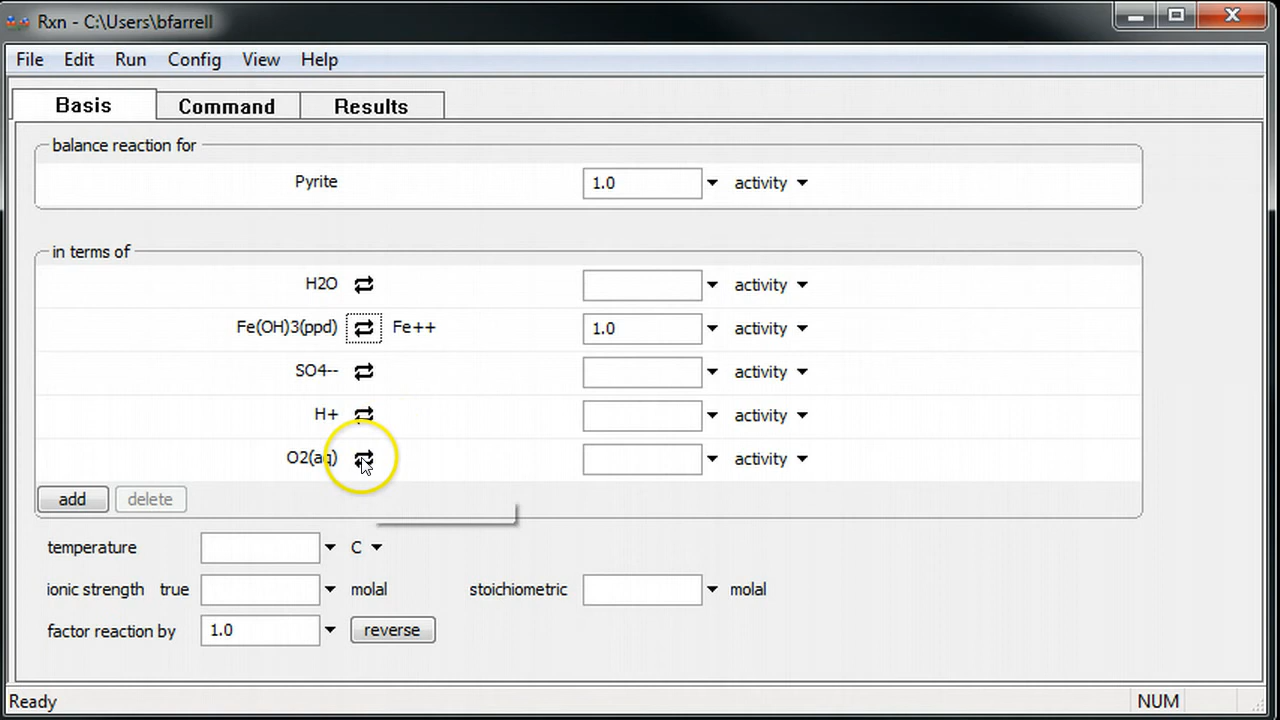 Rxn - C:\Users\bfarrell
File Edit Run Config View Help
Basis Command Results
balance reaction for
Pyrite 1.0 activity
in terms of
H2O activity
Fe(OH)3(ppd) Fe++ 1.0 activity
SO4-- activity
H+ activity
O2(aq) activity
add delete
temperature C
ionic strength true molal stoichiometric molal
factor reaction by 1.0 reverse
Ready NUM